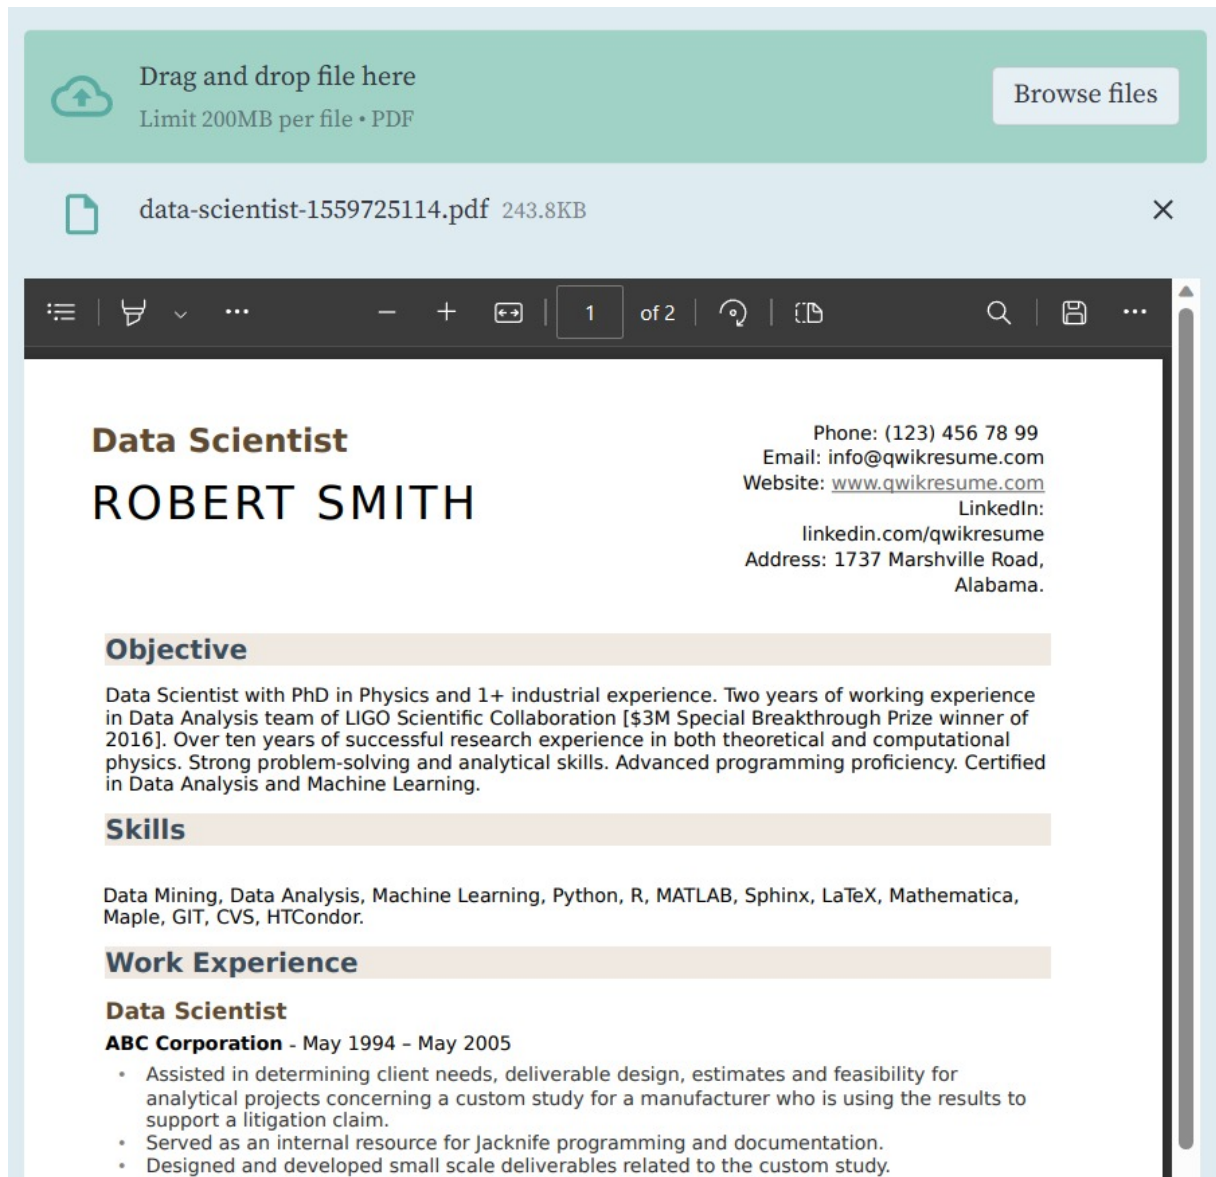 Drag and drop file here
Limit 200MB per file • PDF
Browse files
data-scientist-1559725114.pdf 243.8KB
1 of 2
Data Scientist
ROBERT SMITH
Phone: (123) 456 78 99
Email: info@qwikresume.com
Website: www.qwikresume.com
LinkedIn:
linkedin.com/qwikresume
Address: 1737 Marshville Road,
Alabama.
Objective
Data Scientist with PhD in Physics and 1+ industrial experience. Two years of working experience
in Data Analysis team of LIGO Scientific Collaboration [$3M Special Breakthrough Prize winner of
2016]. Over ten years of successful research experience in both theoretical and computational
physics. Strong problem-solving and analytical skills. Advanced programming proficiency. Certified
in Data Analysis and Machine Learning.
Skills
Data Mining, Data Analysis, Machine Learning, Python, R, MATLAB, Sphinx, LaTeX, Mathematica,
Maple, GIT, CVS, HTCondor.
Work Experience
Data Scientist
ABC Corporation - May 1994 – May 2005
• Assisted in determining client needs, deliverable design, estimates and feasibility for
analytical projects concerning a custom study for a manufacturer who is using the results to
support a litigation claim.
• Served as an internal resource for Jacknife programming and documentation.
• Designed and developed small scale deliverables related to the custom study.